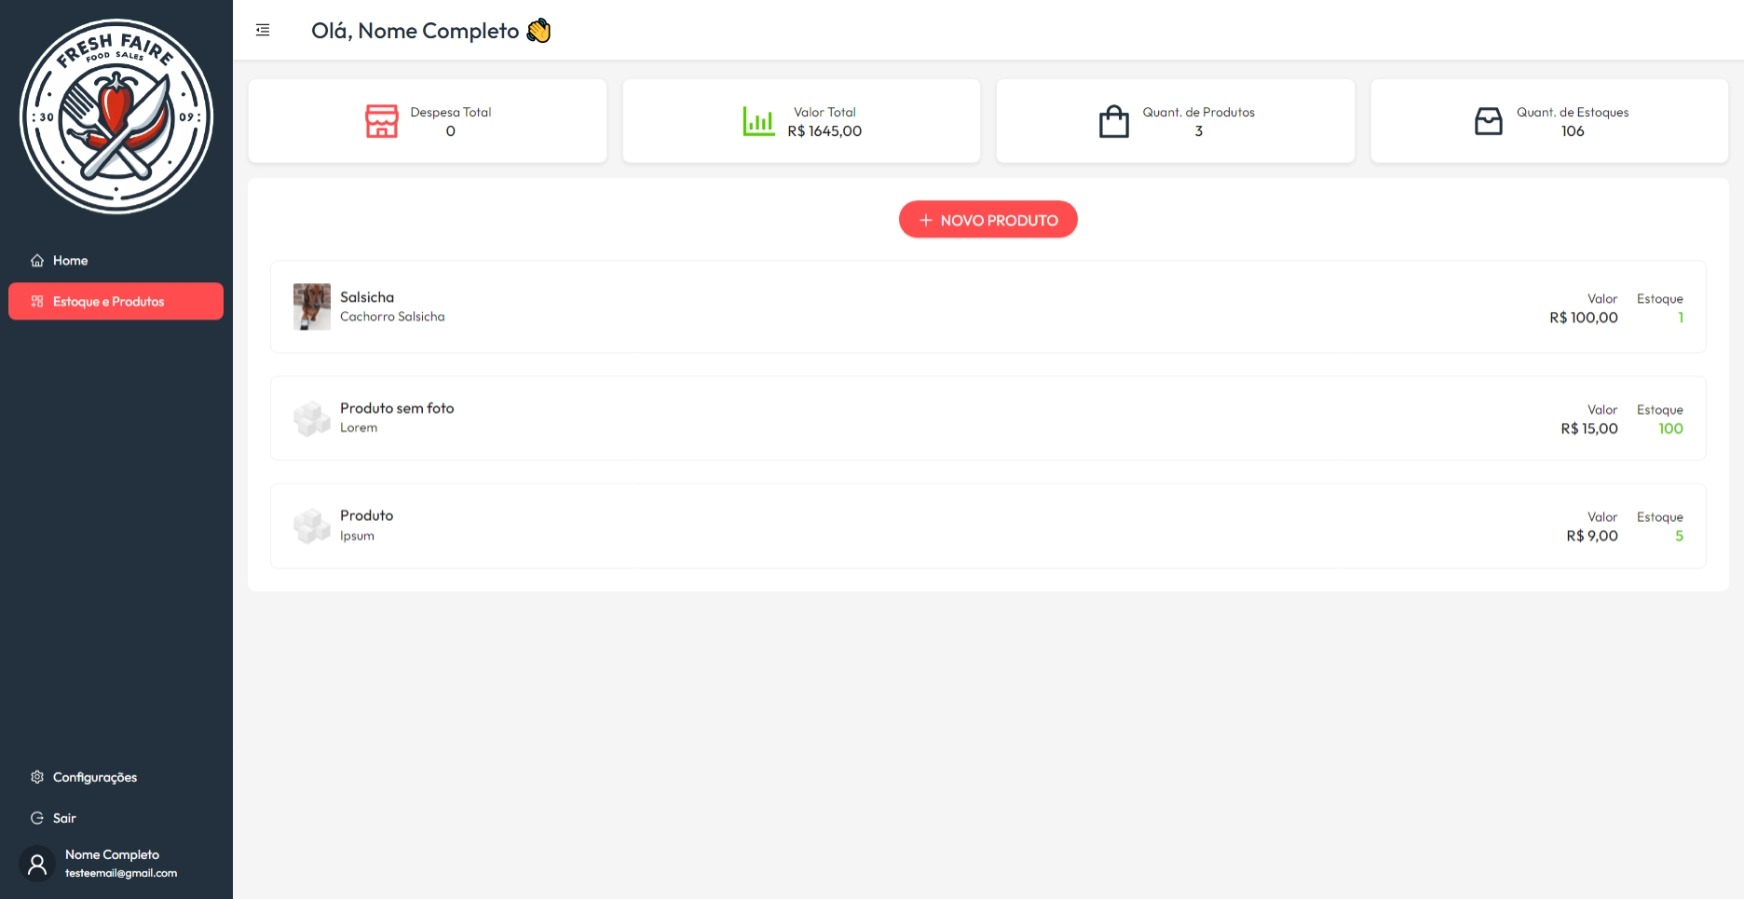 FRESH FAIRE
FOOD SALES
:30
09:
Home
Estoque e Produtos
Configurações
Sair
Nome Completo
testeemail@gmail.com
Olá, Nome Completo 👏
Despesa Total
0
Valor Total
R$ 1645,00
Quant. de Produtos
3
Quant. de Estoques
106
+ NOVO PRODUTO
Salsicha
Cachorro Salsicha
Valor Estoque
R$ 100,00 1
Produto sem foto
Lorem
Valor Estoque
R$ 15,00 100
Produto
Ipsum
Valor Estoque
R$ 9,00 5